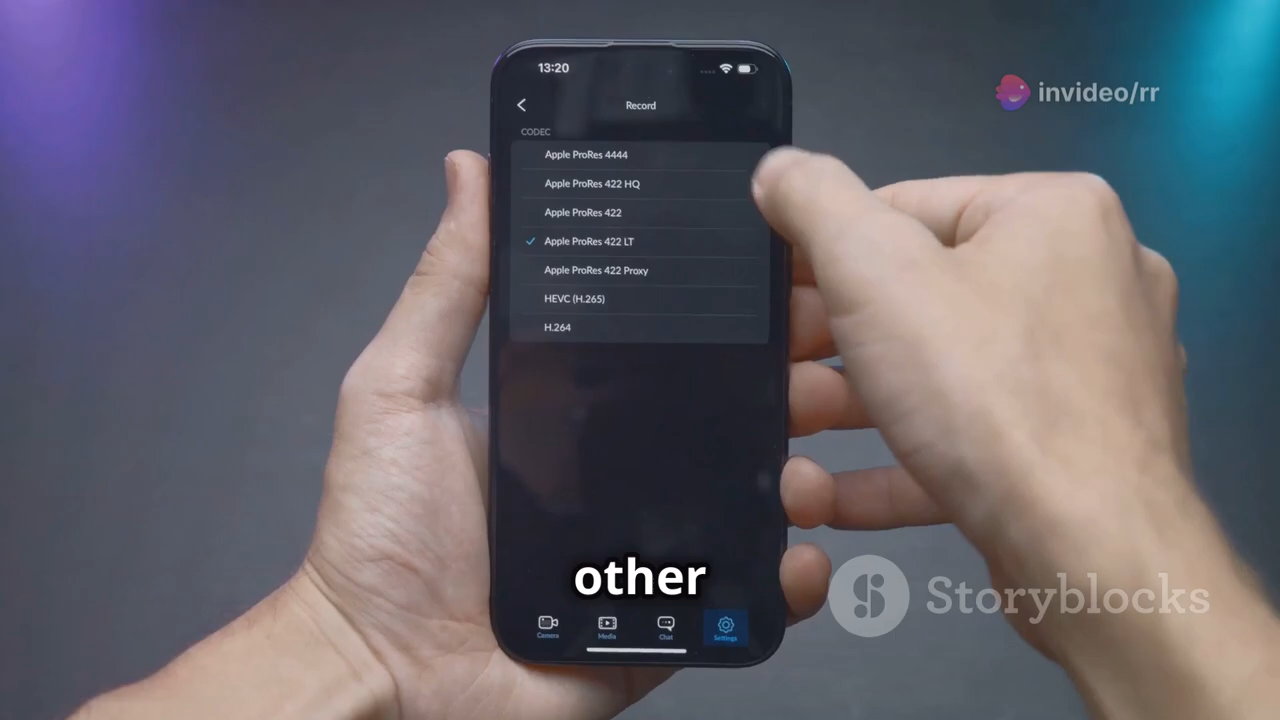 13:20
invideo/rr
Record
CODEC
Apple ProRes 4444
Apple ProRes 422 HQ
Apple ProRes 422
Apple ProRes 422 LT
Apple ProRes 422 Proxy
HEVC (H.265)
H.264
other
Storyblocks
Camera
Media
Chat
Settings